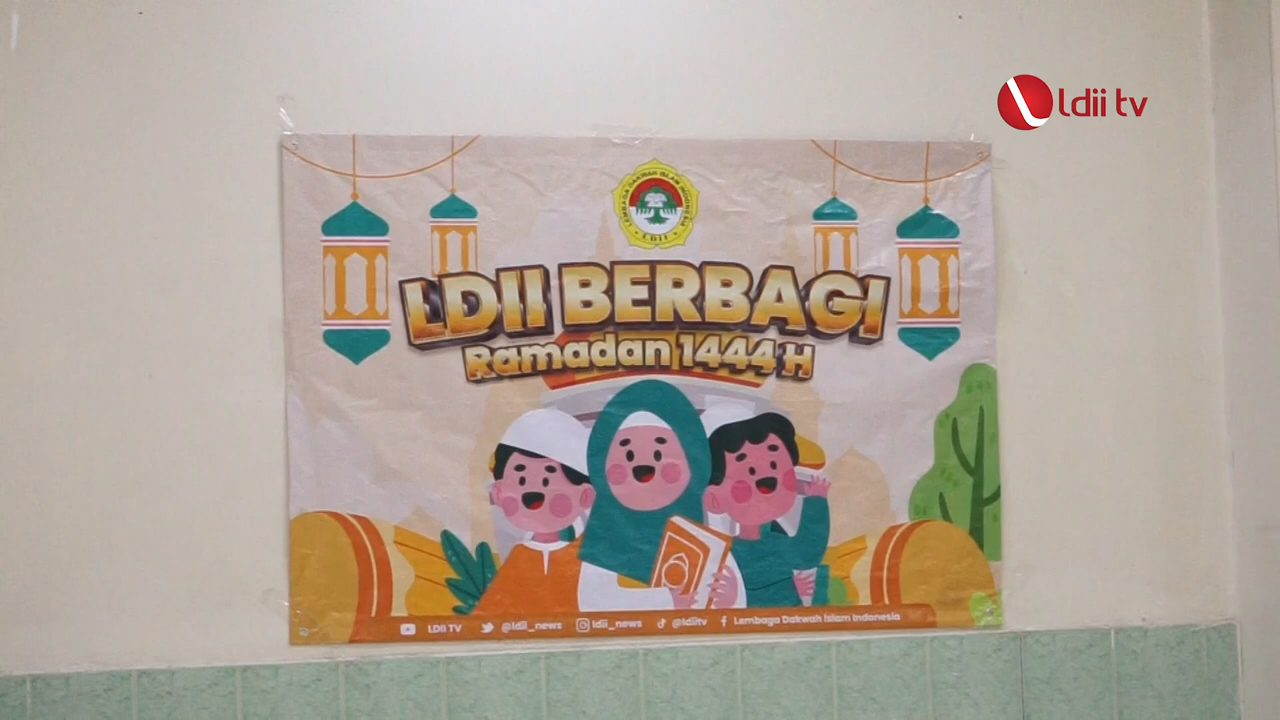 ldii tv
LEMBAGA DAKWAH ISLAM INDONESIA
LDII
LDII BERBAGI
Ramadan 1444 H
LDII TV @ldii_news ldii_news @ldiitv Lembaga Dakwah Islam Indonesia